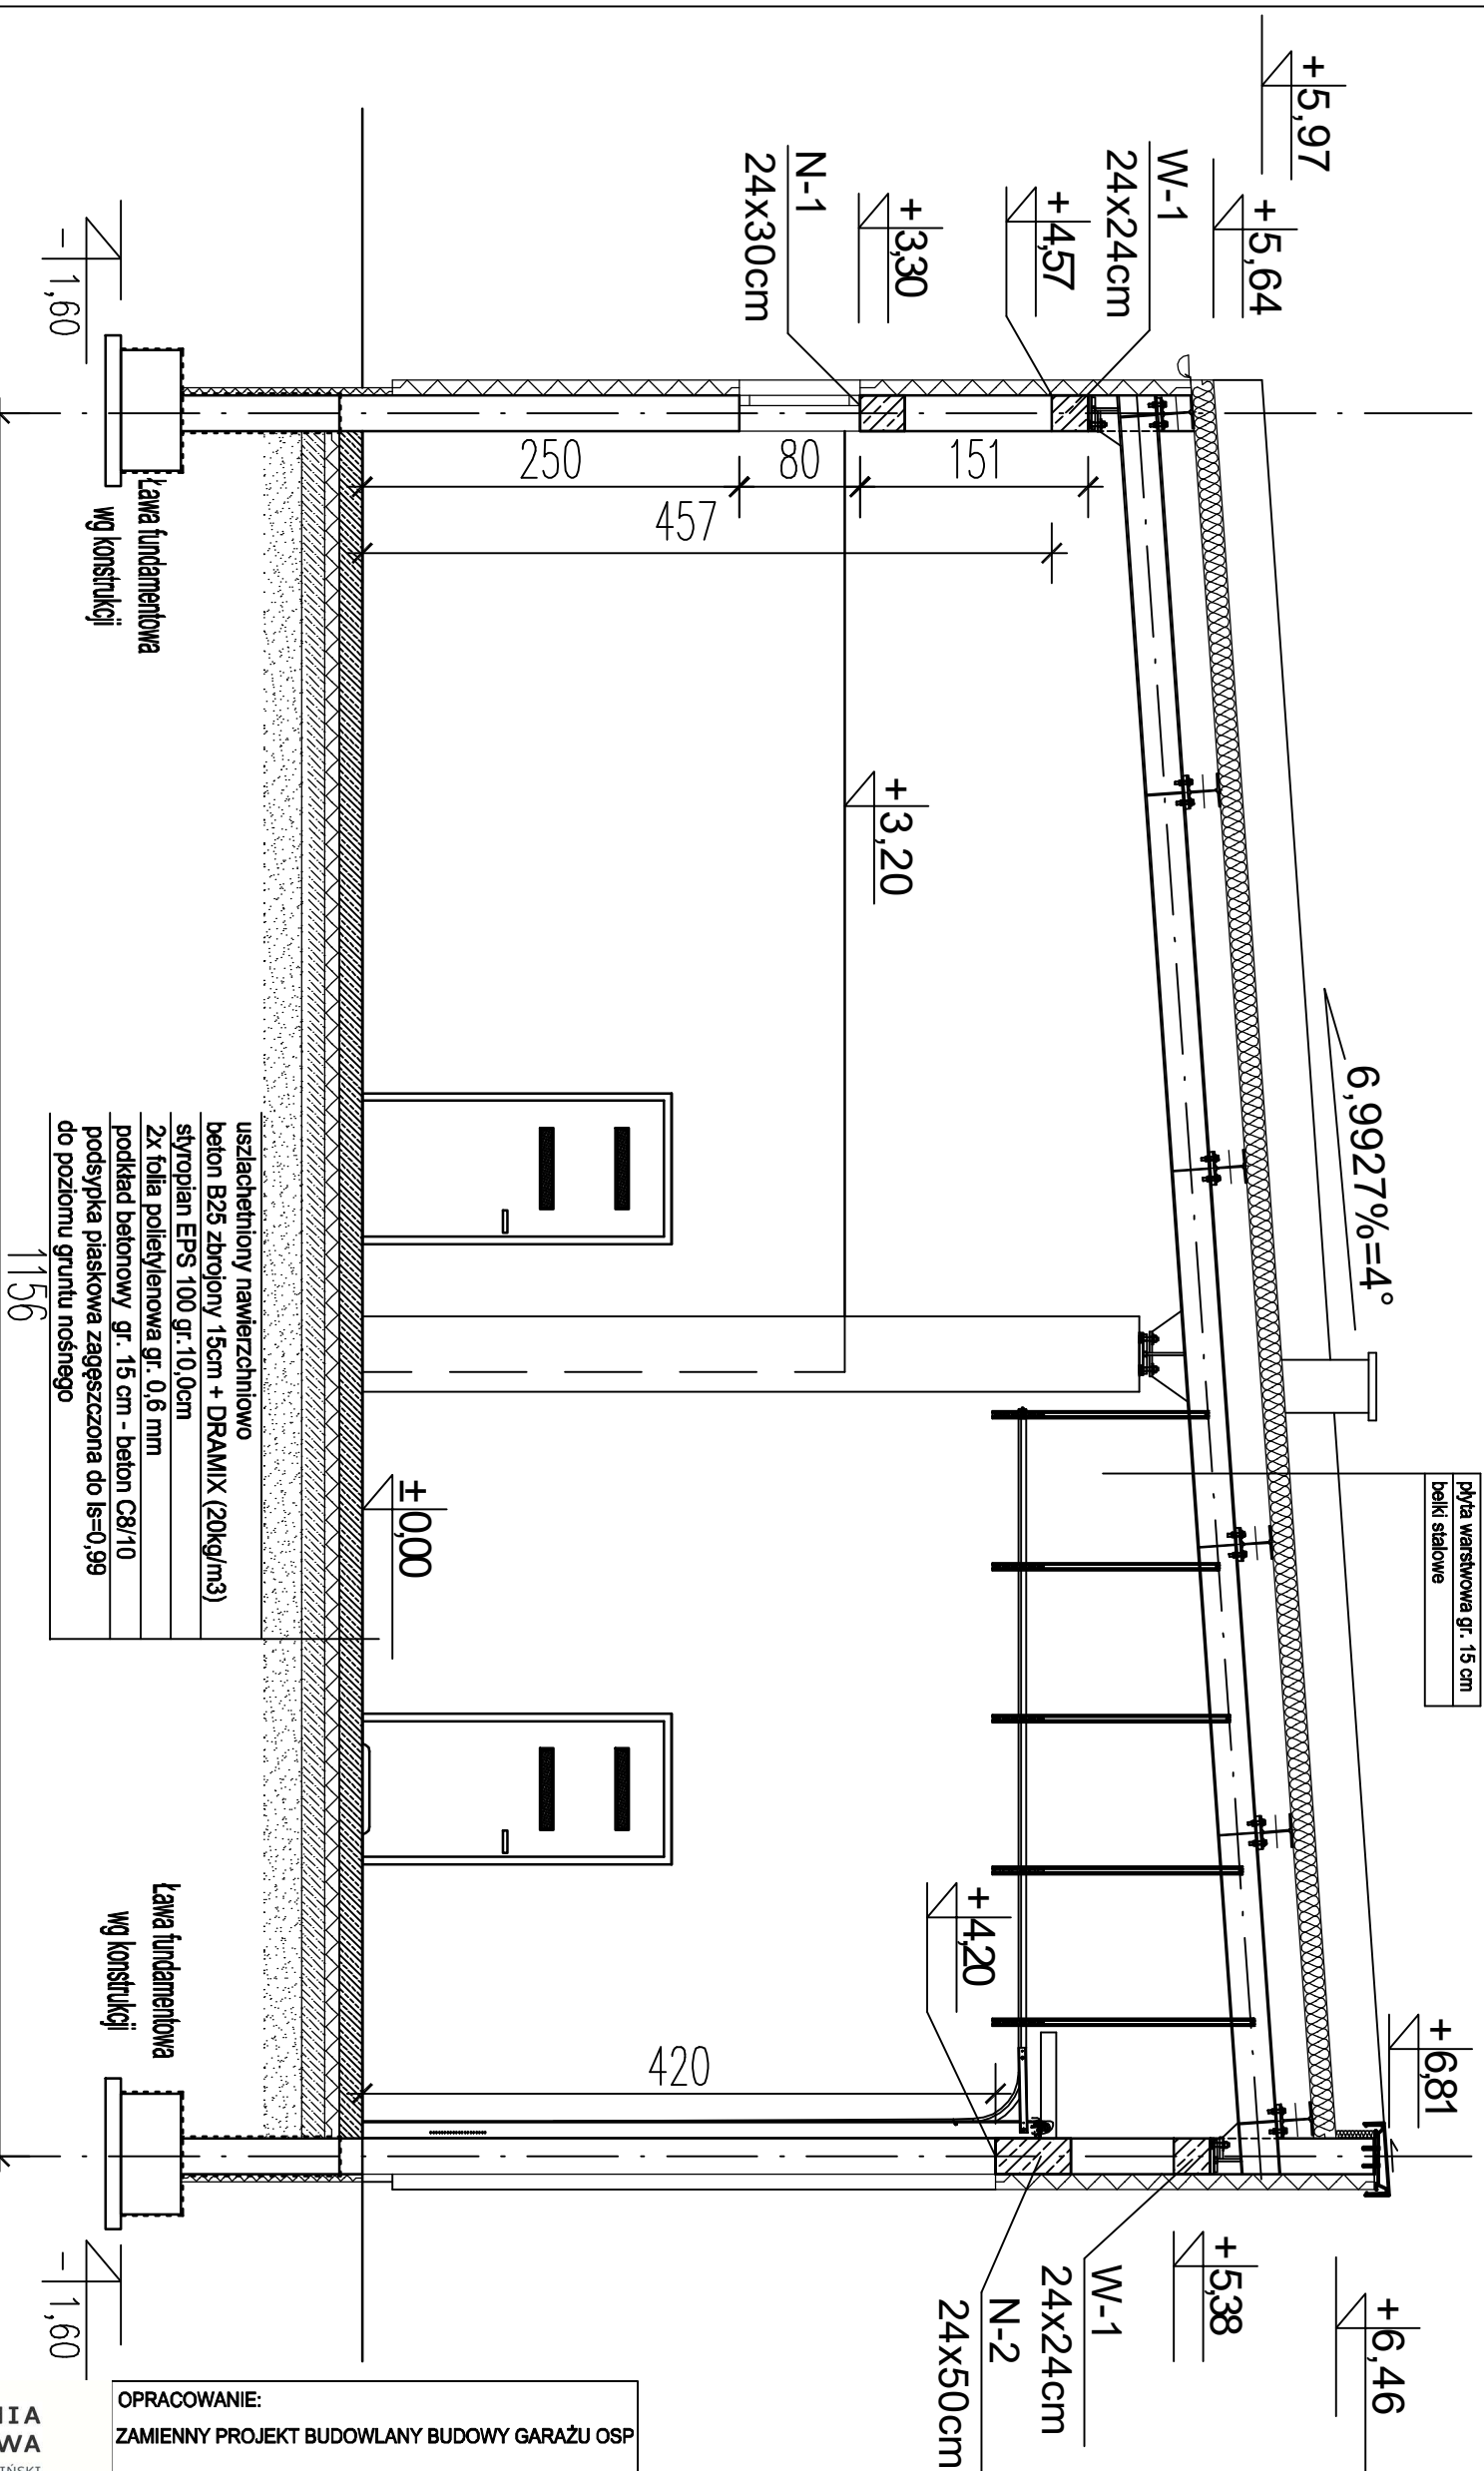 +5,97
+5,64
W-1
24x24cm
+4,57
+3,30
N-1
24x30cm
- 1,60
Ława fundamentowa
wg konstrukcji
250
80
151
457
+3,20
6,9927%=4°
płyta warstwowa gr. 15 cm
belki stalowe
±0,00
uszlachetniony nawierzchniowo
beton B25 zbrojony 15cm + DRAMIX (20kg/m3)
styropian EPS 100 gr.10,0cm
2x folia polietylenowa gr. 0,6 mm
podkład betonowy gr. 15 cm - beton C8/10
podsypka piaskowa zagęszczona do Is=0,99
do poziomu gruntu nośnego
1156
+4,20
420
Ława fundamentowa
wg konstrukcji
+6,81
+6,46
+5,38
W-1
24x24cm
N-2
24x50cm
- 1,60
OPRACOWANIE:
ZAMIENNY PROJEKT BUDOWLANY BUDOWY GARAŻU OSP